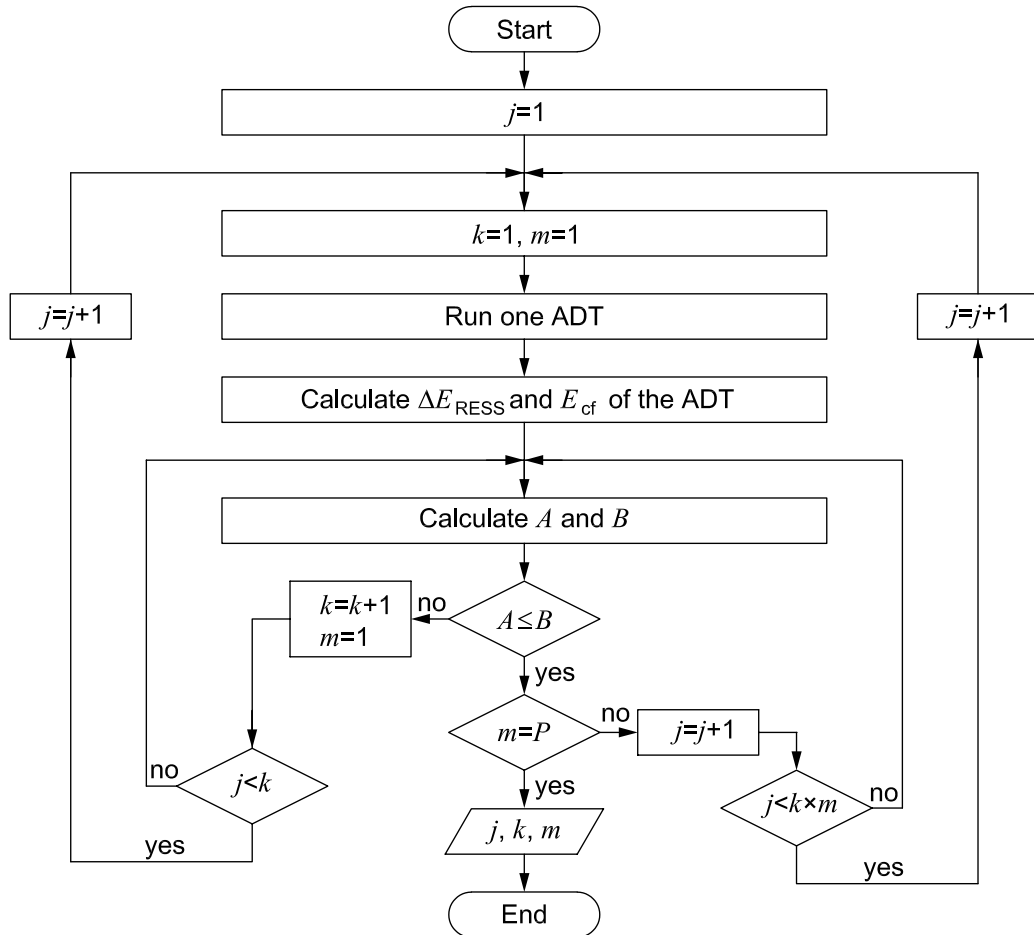 Start
j=1
k=1, m=1
j=j+1
j=j+1
Run one ADT
Calculate ΔE_RESS and E_cf of the ADT
Calculate A and B
k=k+1
m=1
no
A≤B
yes
m=P
no
j=j+1
no
j<k
yes
yes
j, k, m
j<k×m
no
yes
End